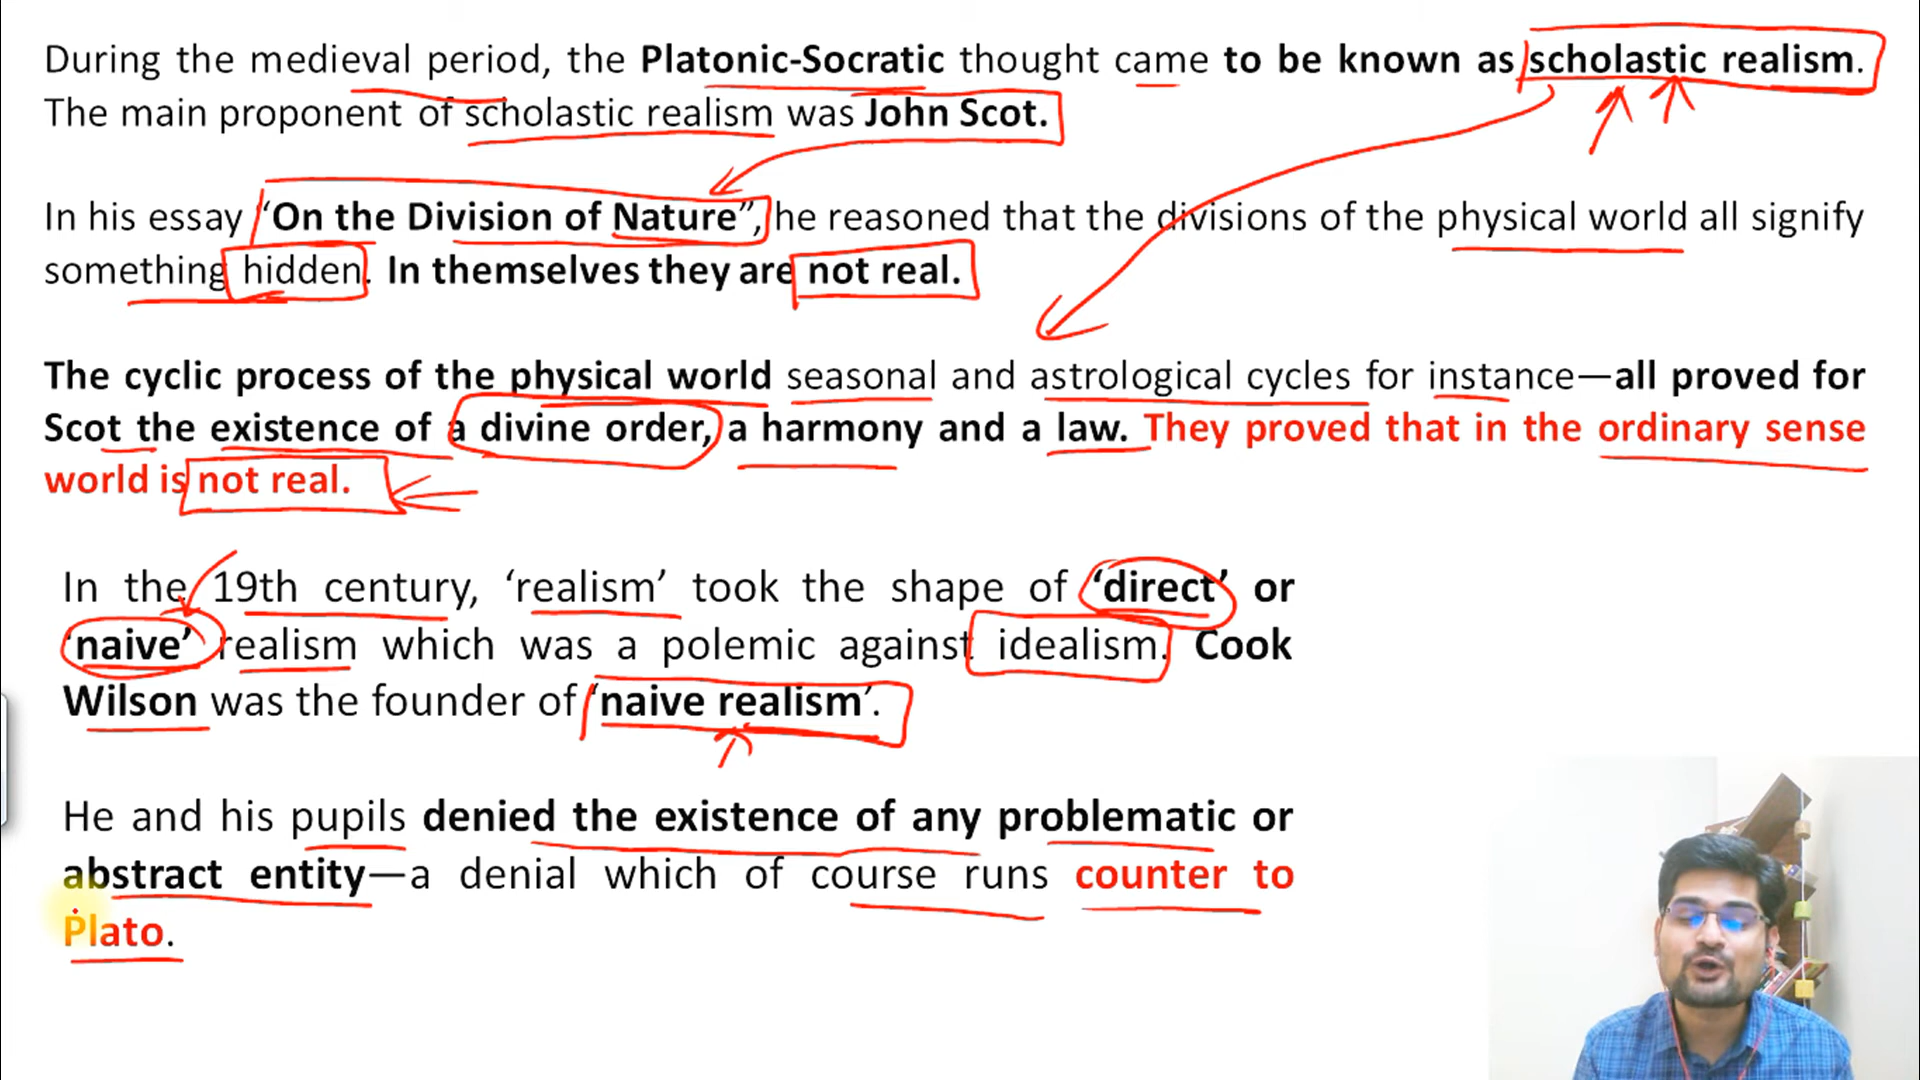 During the medieval period, the Platonic-Socratic thought came to be known as scholastic realism.
The main proponent of scholastic realism was John Scot.
In his essay ‘On the Division of Nature”, he reasoned that the divisions of the physical world all signify
something hidden. In themselves they are not real.
The cyclic process of the physical world seasonal and astrological cycles for instance—all proved for
Scot the existence of a divine order, a harmony and a law. They proved that in the ordinary sense
world is not real.
In the 19th century, ‘realism’ took the shape of ‘direct’ or
‘naive’ realism which was a polemic against idealism. Cook
Wilson was the founder of ‘naive realism’.
He and his pupils denied the existence of any problematic or
abstract entity—a denial which of course runs counter to
Plato.